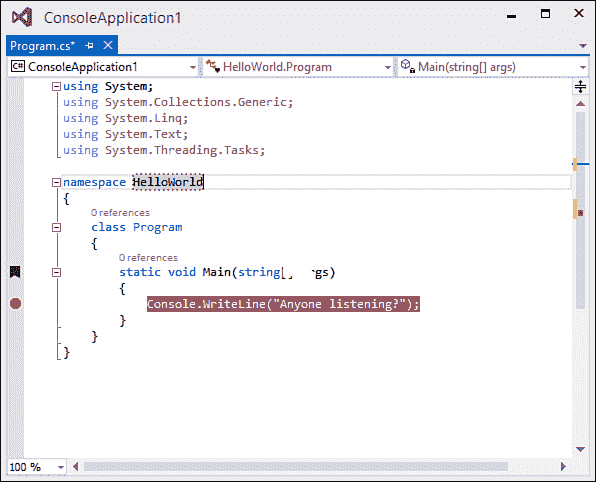 ConsoleApplication1
Program.cs*
C# ConsoleApplication1 HelloWorld.Program Main(string[] args)
using System;
using System.Collections.Generic;
using System.Linq;
using System.Text;
using System.Threading.Tasks;
namespace HelloWorld
{
0 references
class Program
{
0 references
static void Main(string[
{
Console.WriteLine("Anyone listening?");
}
}
}
100 %